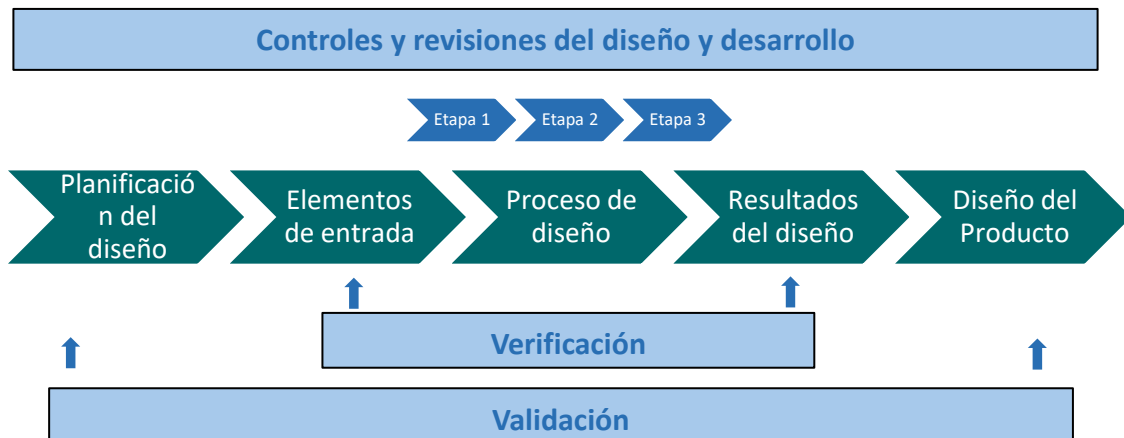 Controles y revisiones del diseño y desarrollo
Etapa 1
Etapa 2
Etapa 3
Planificació
n del
diseño
Elementos
de entrada
Proceso de
diseño
Resultados
del diseño
Diseño del
Producto
Verificación
Validación